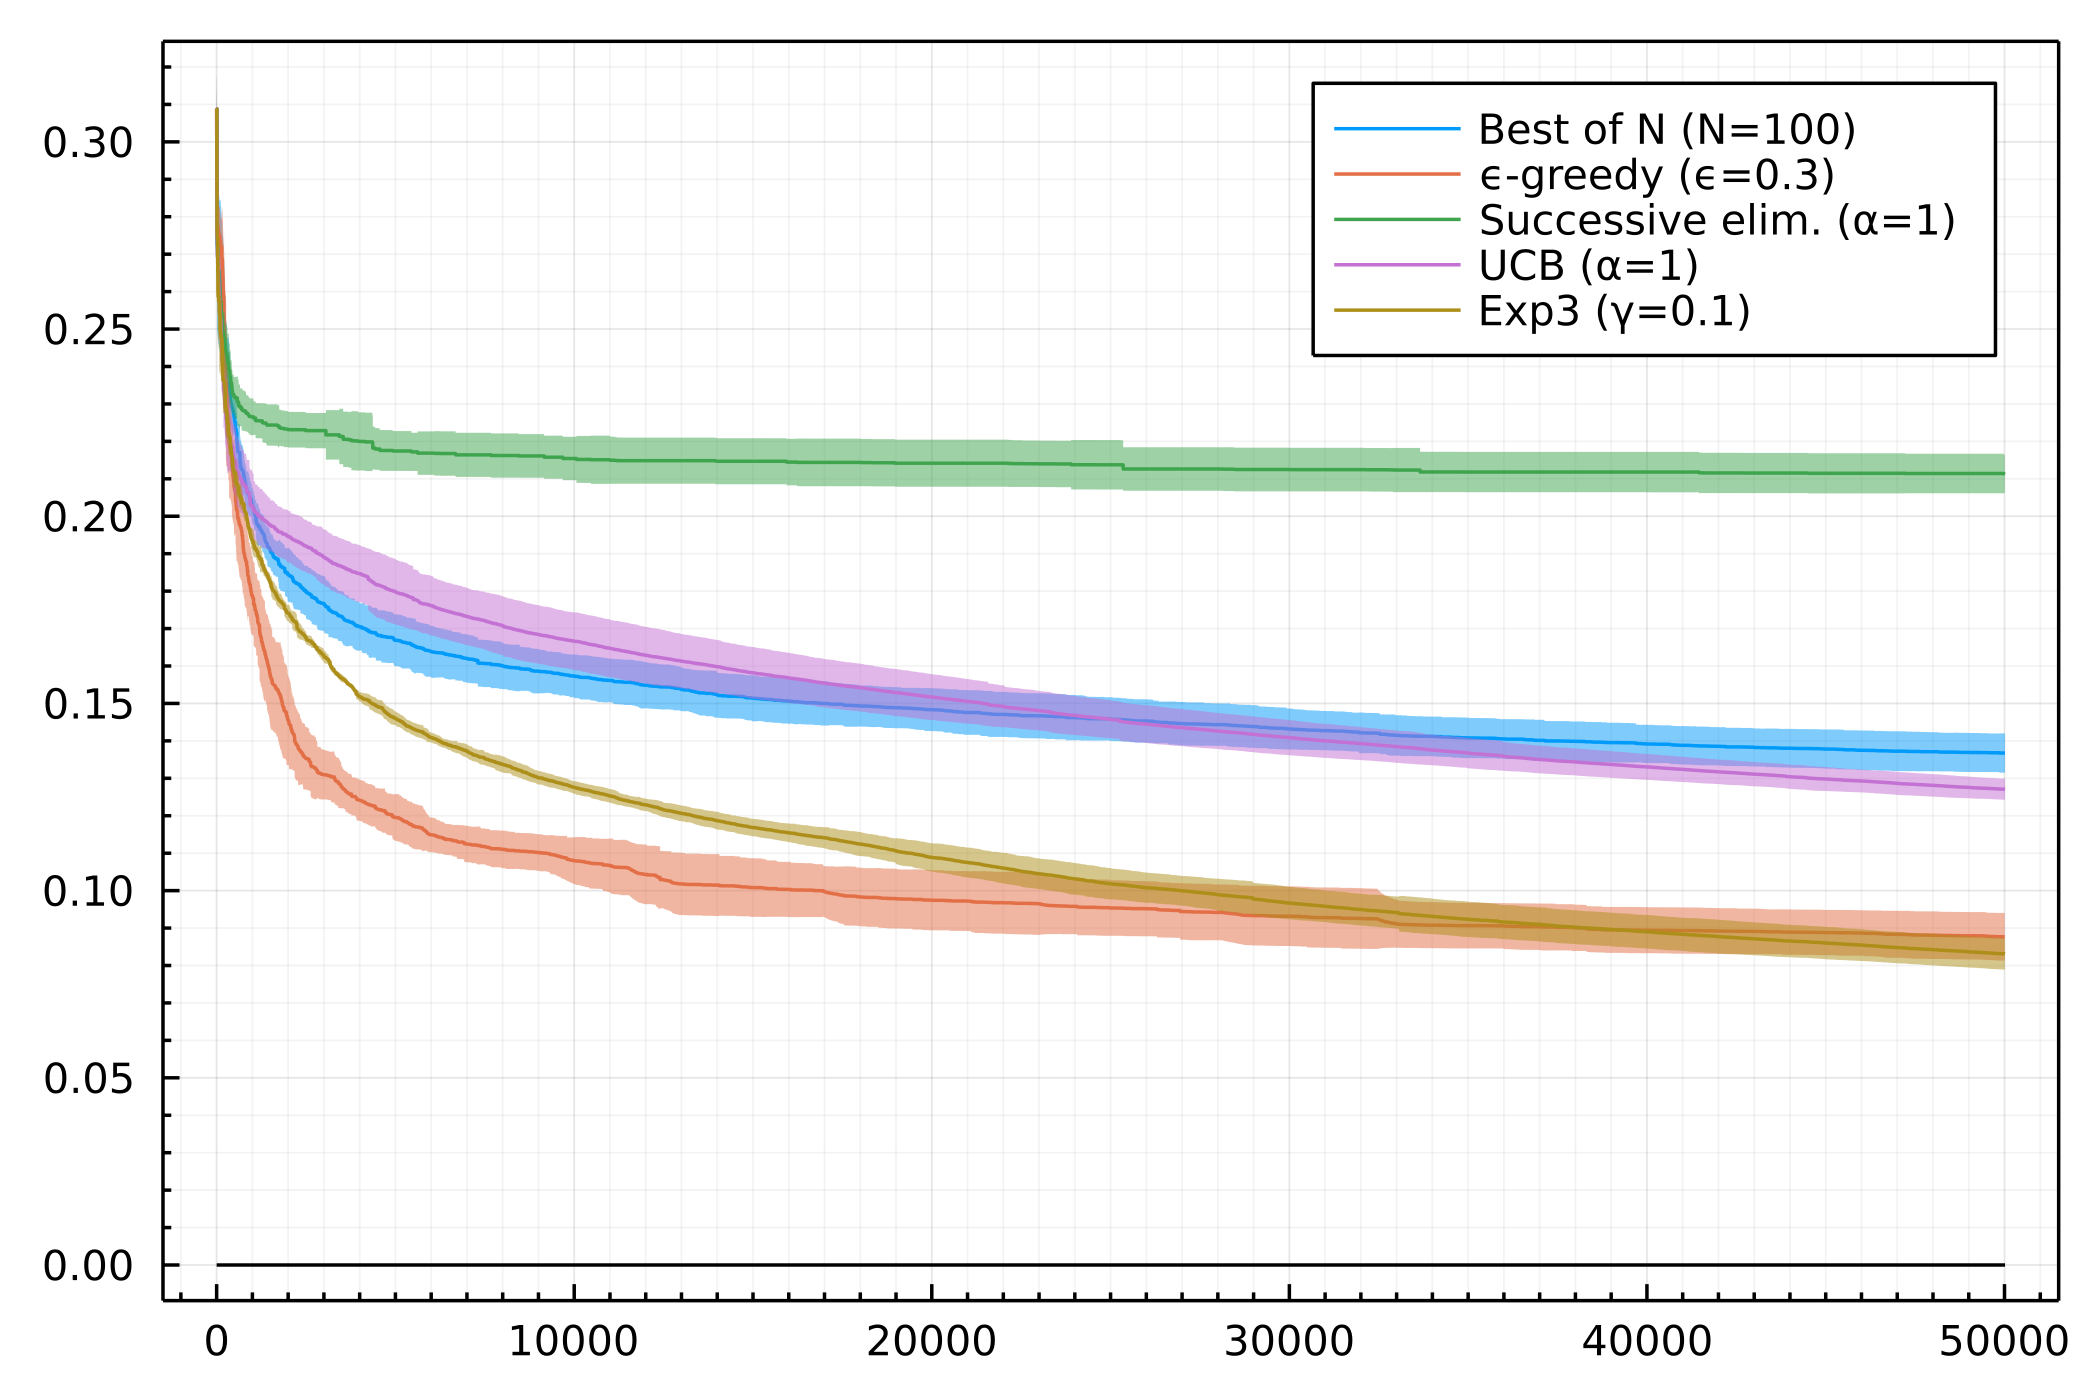 0.30
0.25
0.20
0.15
0.10
0.05
0.00
0 10000 20000 30000 40000 50000
Best of N (N=100)
ϵ-greedy (ϵ=0.3)
Successive elim. (α=1)
UCB (α=1)
Exp3 (γ=0.1)